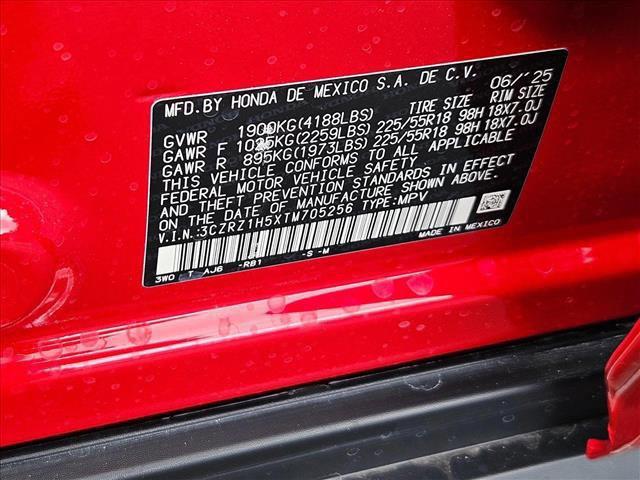 MFD. BY HONDA DE MEXICO S.A. DE C.V. 06/'25
GVWR 1900KG(4188LBS) TIRE SIZE RIM SIZE
GAWR F 1025KG(2259LBS) 225/55R18 98H 18X7.0J
GAWR R 895KG(1973LBS) 225/55R18 98H 18X7.0J
THIS VEHICLE CONFORMS TO ALL APPLICABLE
FEDERAL MOTOR VEHICLE SAFETY
AND THEFT PREVENTION STANDARDS IN EFFECT
ON THE DATE OF MANUFACTURE SHOWN ABOVE.
V.I.N.:3CZRZ1H5XTM705256 TYPE:MPV
MADE IN MEXICO
3WO T AJ6 -R81 -S -M